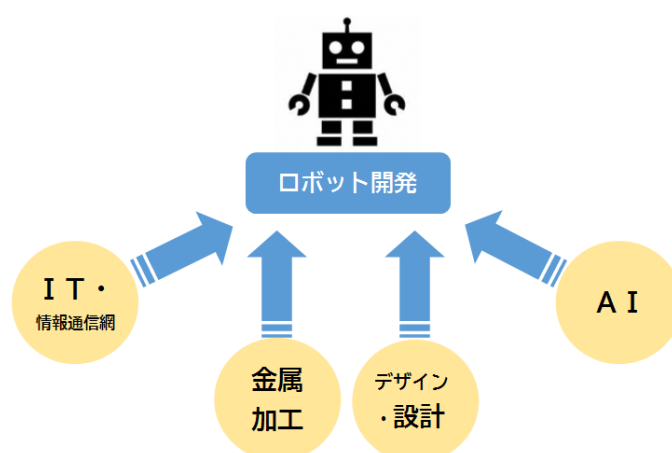 ロボット開発
ＩＴ・
情報通信網
金属
加工
デザイン
・設計
ＡＩ